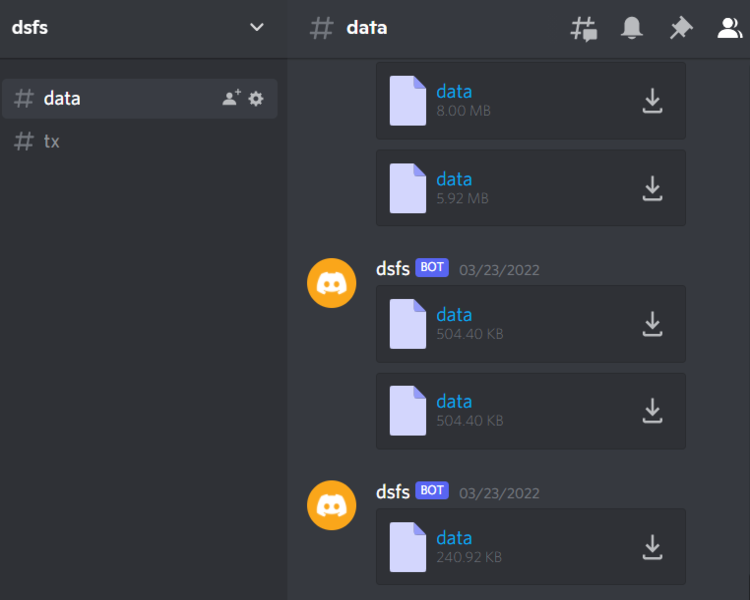 dsfs
# data
# data
# tx
data
8.00 MB
data
5.92 MB
dsfs BOT 03/23/2022
data
504.40 KB
data
504.40 KB
dsfs BOT 03/23/2022
data
240.92 KB